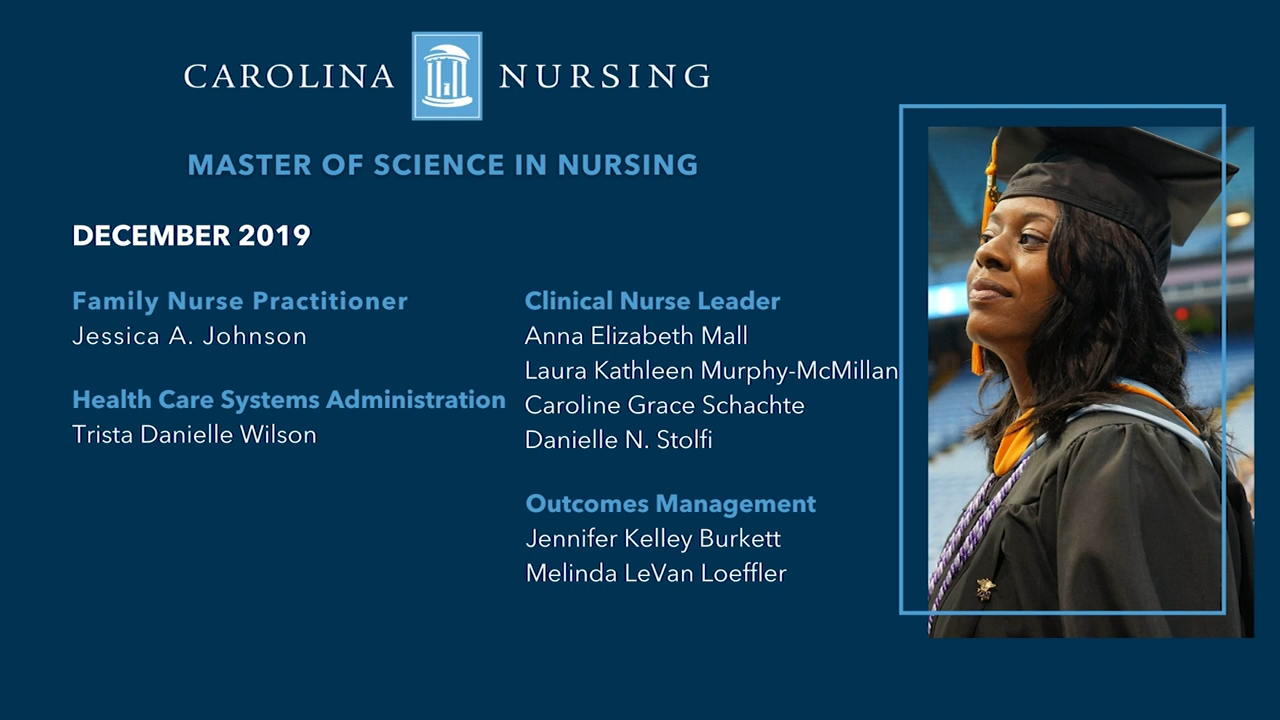 CAROLINA NURSING
MASTER OF SCIENCE IN NURSING
DECEMBER 2019
Family Nurse Practitioner
Jessica A. Johnson
Health Care Systems Administration
Trista Danielle Wilson
Clinical Nurse Leader
Anna Elizabeth Mall
Laura Kathleen Murphy-McMillan
Caroline Grace Schachte
Danielle N. Stolfi
Outcomes Management
Jennifer Kelley Burkett
Melinda LeVan Loeffler